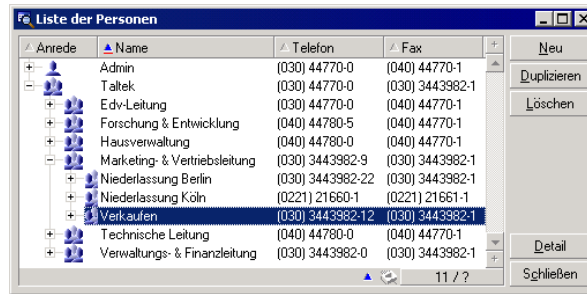 Liste der Personen
Anrede Name Telefon Fax
Neu
Duplizieren
Löschen
Admin (030) 44770-0 (040) 44770-1
Taltek (030) 44770-0 (030) 3443982-1
Edv-Leitung (030) 44770-0 (040) 44770-1
Forschung & Entwicklung (040) 44780-5 (040) 44770-1
Hausverwaltung (040) 44780-0 (040) 44770-1
Marketing- & Vertriebsleitung (030) 3443982-9 (030) 3443982-1
Niederlassung Berlin (030) 3443982-22 (030) 3443982-1
Niederlassung Köln (0221) 21660-1 (0221) 21661-1
Verkaufen (030) 3443982-12 (030) 3443982-1
Technische Leitung (040) 44780-0 (040) 44770-1
Verwaltungs- & Finanzleitung (030) 3443982-0 (030) 3443982-1
11 / ?
Detail
Schließen